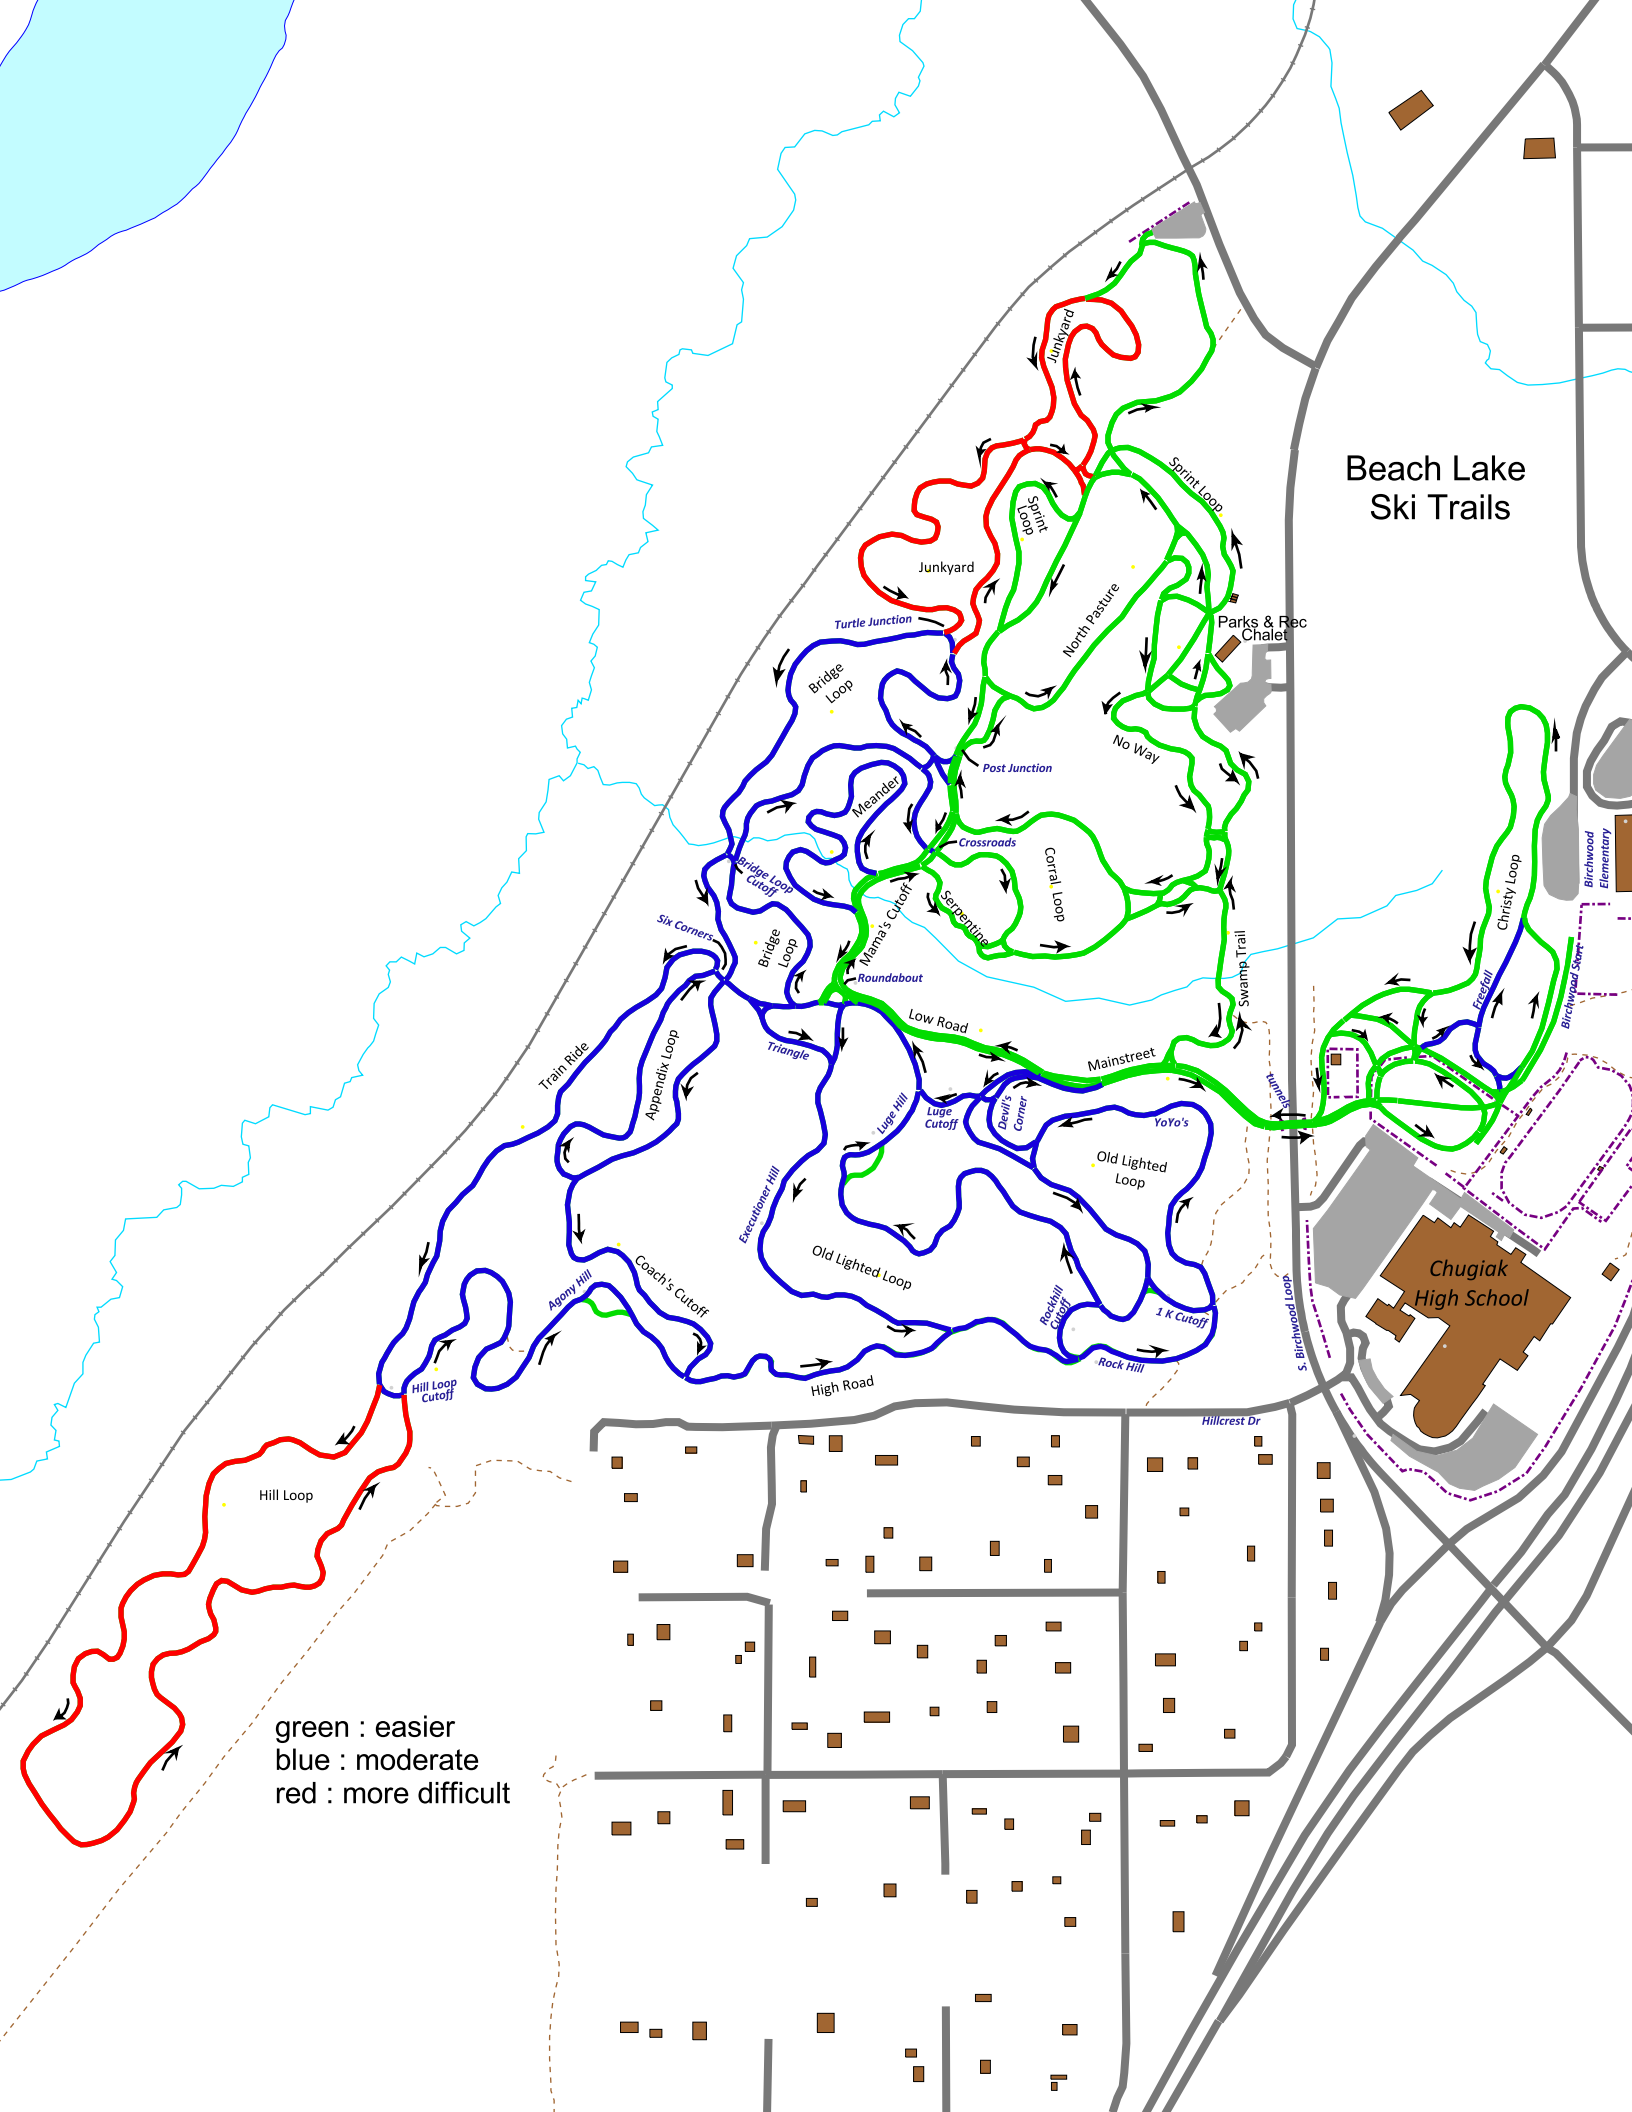 Beach Lake
Ski Trails
Junkyard
Sprint Loop
Sprint
Loop
Junkyard
North Pasture
Turtle Junction
Parks & Rec
Chalet
Bridge
Loop
No Way
Post Junction
Meander
Crossroads
Bridge Loop
Cutoff
Corral Loop
Serpentine
Mama's Cutoff
Six Corners
Bridge
Loop
Roundabout
Swamp Trail
Low Road
Mainstreet
Triangle
Train Ride
Appendix Loop
Luge Hill
Luge
Cutoff
Devil's
Corner
YoYo's
Old Lighted
Loop
tunnels
Christy Loop
Birchwood
Elementary
Freefall
Birchwood Start
Executioner Hill
Old Lighted Loop
Coach's Cutoff
Agony Hill
Rockhill
Cutoff
1 K Cutoff
Rock Hill
High Road
Hill Loop
Cutoff
S. Birchwood Loop
Chugiak
High School
Hillcrest Dr
Hill Loop
green : easier
blue : moderate
red : more difficult